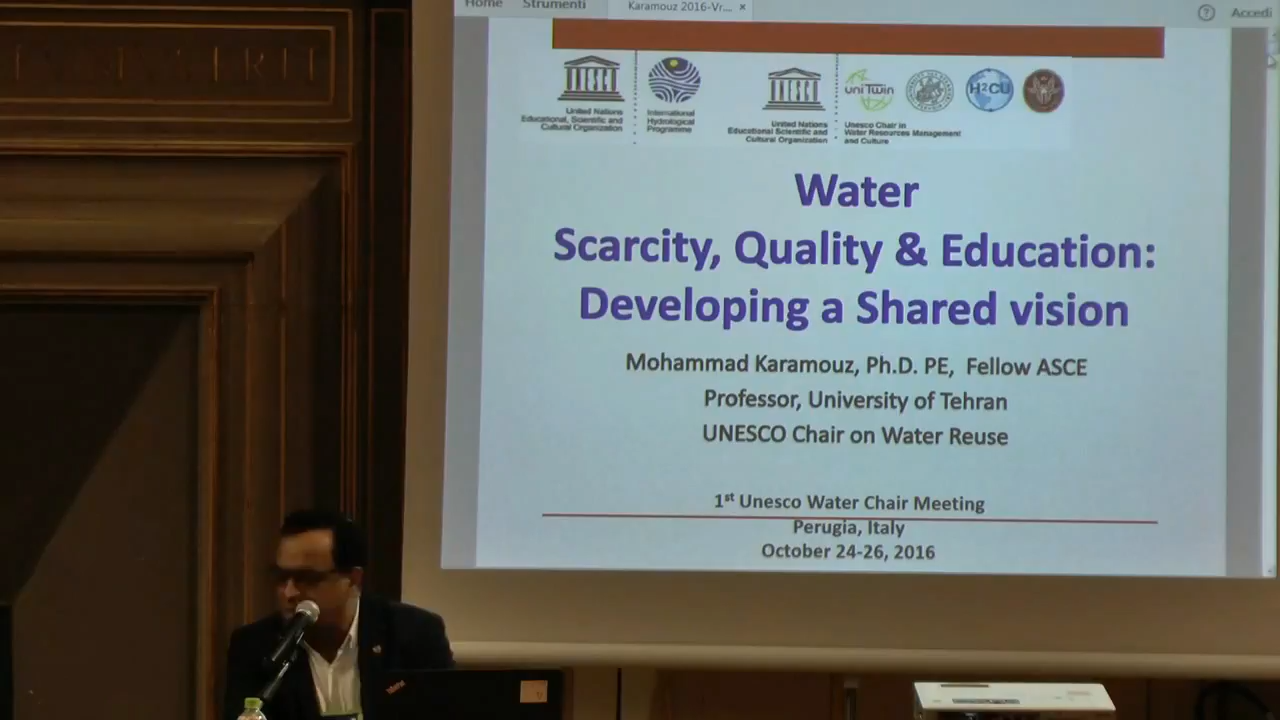 Home Strumenti Karamouz 2016-Vr... × ? Accedi
UNESCO
United Nations
Educational, Scientific and
Cultural Organization
International
Hydrological
Programme
UNESCO
United Nations
Educational Scientific and
Cultural Organization
uniTwin
H2CU
Unesco Chair in
Water Resources Management
and Culture
Water
Scarcity, Quality & Education:
Developing a Shared vision
Mohammad Karamouz, Ph.D. PE, Fellow ASCE
Professor, University of Tehran
UNESCO Chair on Water Reuse
1st Unesco Water Chair Meeting
Perugia, Italy
October 24-26, 2016